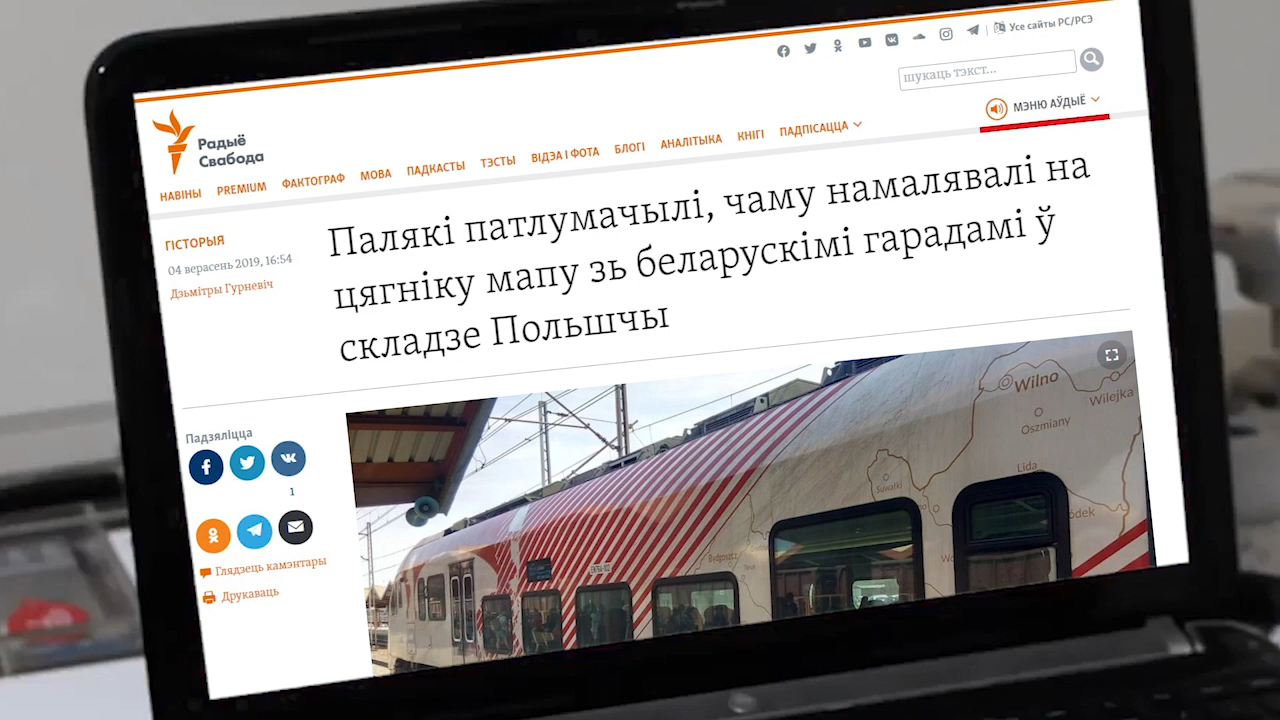 Усе сайты РС/РСЭ
шукаць тэкст...
МЭНЮ АЎДЫЁ
Радыё
Свабода
НАВІНЫ PREMIUM ФАКТОГРАФ МОВА ПАДКАСТЫ ТЭСТЫ ВІДЭА І ФОТА БЛОГІ АНАЛІТЫКА КНІГІ ПАДПІСАЦЦА
ГІСТОРЫЯ
04 верасень 2019, 16:54
Дзьмітры Гурневіч
Палякі патлумачылі, чаму намалявалі на
цягніку мапу зь беларускімі гарадамі ў
складзе Польшчы
Падзяліцца
1
Глядзець камэнтары
Друкаваць
Wilno
Wilejka
Oszmiany
Lida
Suwałki
ódek
Bydgoszcz